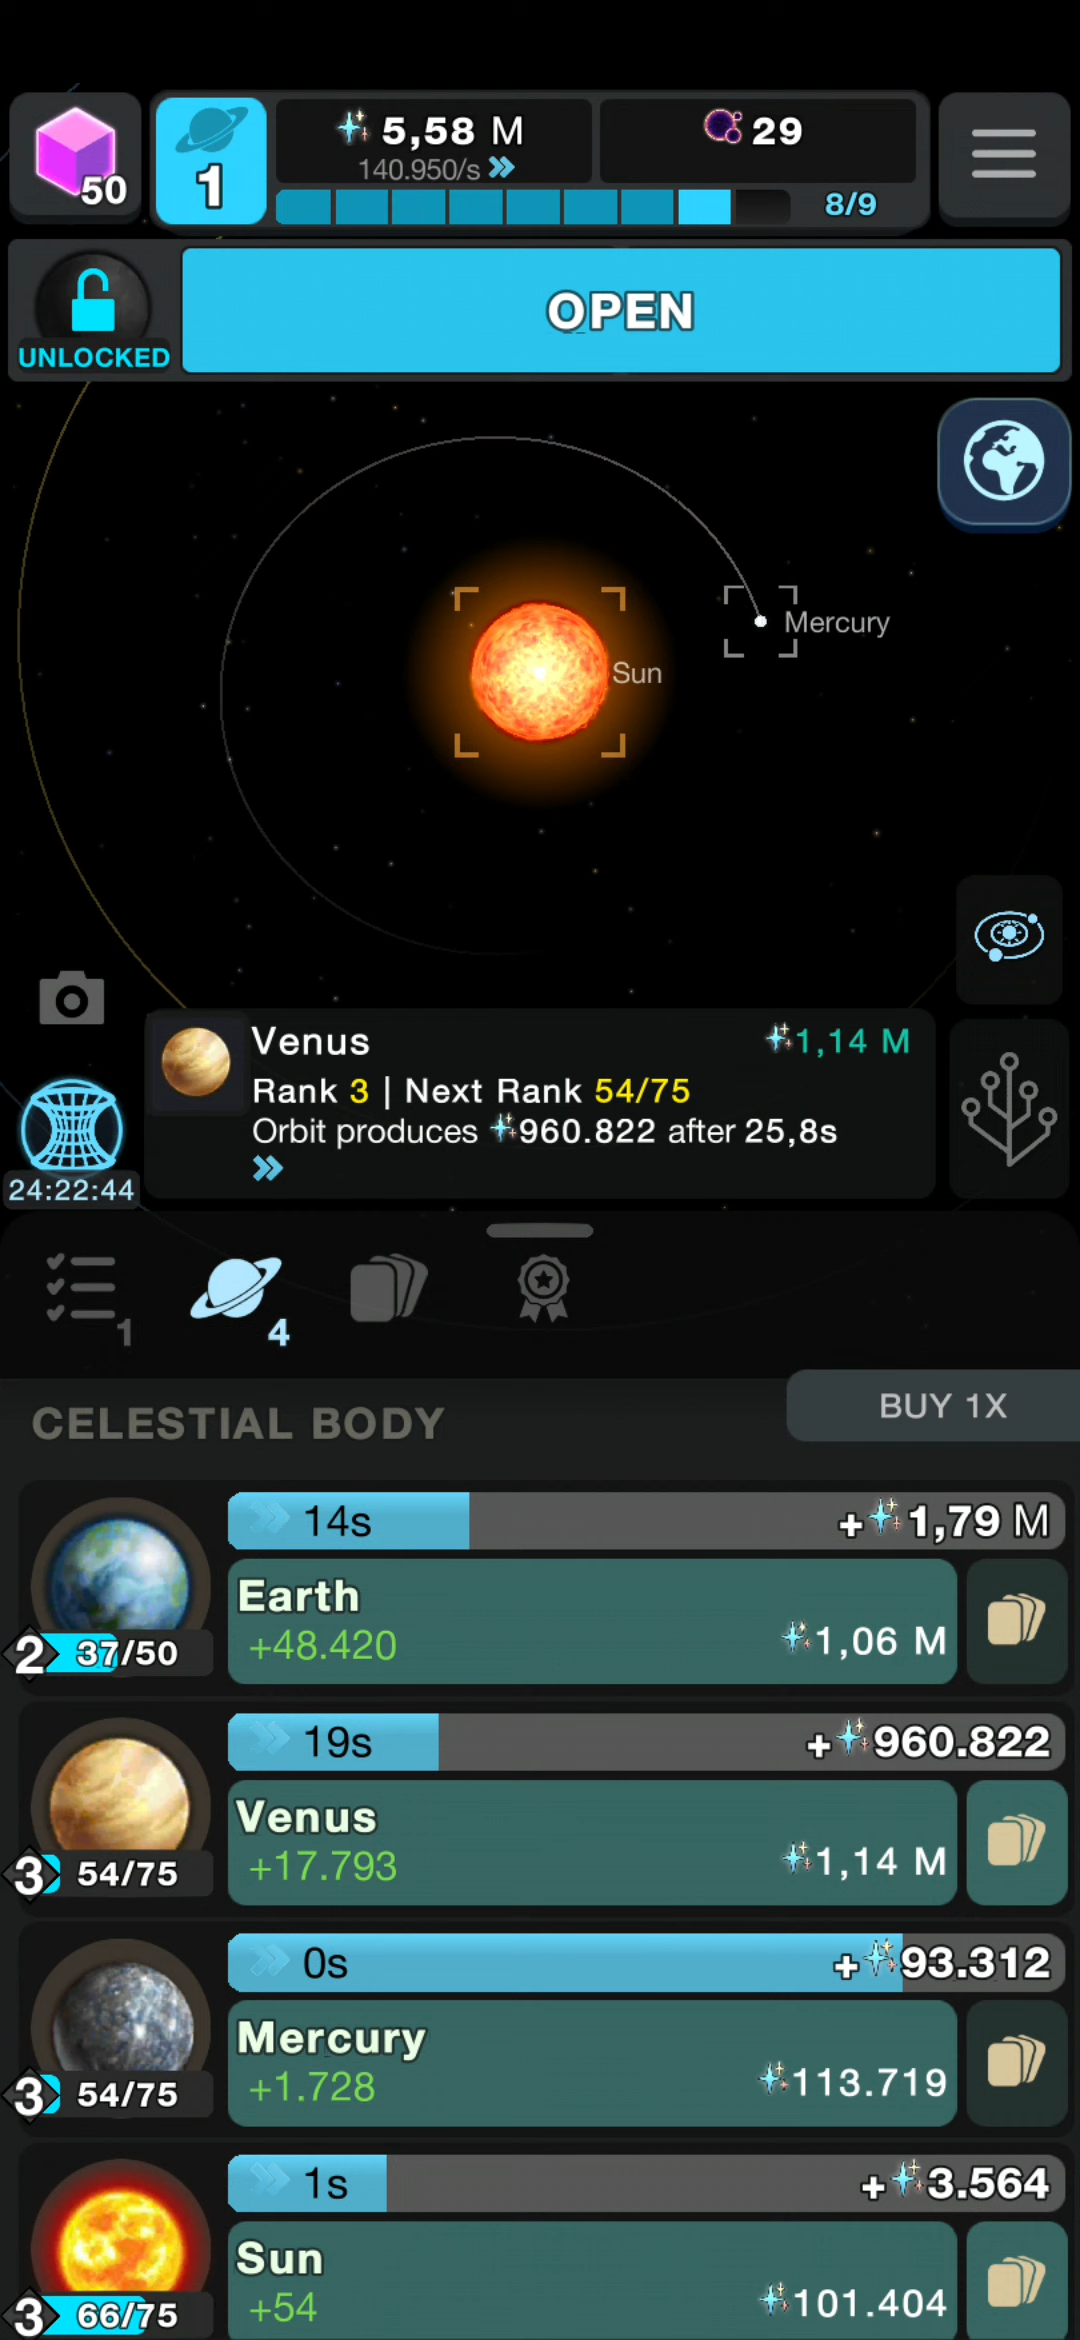 50
1
5,58 M
140.950/s
29
8/9
UNLOCKED
OPEN
Mercury
Sun
Venus
1,14 M
Rank 3 | Next Rank 54/75
Orbit produces 960.822 after 25,8s
24:22:44
1
4
CELESTIAL BODY
BUY 1X
14s
+1,79 M
Earth
+48.420
1,06 M
2
37/50
19s
+960.822
Venus
+17.793
1,14 M
3
54/75
0s
+93.312
Mercury
+1.728
113.719
3
54/75
1s
+3.564
Sun
+54
101.404
3
66/75